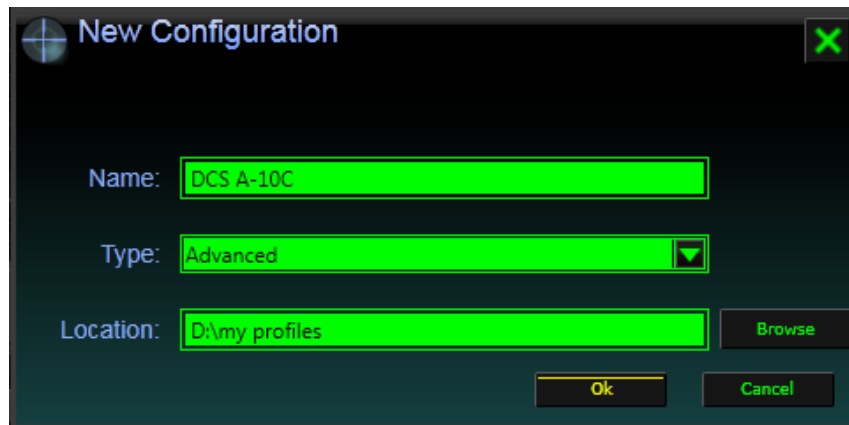 New Configuration
Name: DCS A-10C
Type: Advanced
Location: D:\my profiles Browse
Ok Cancel